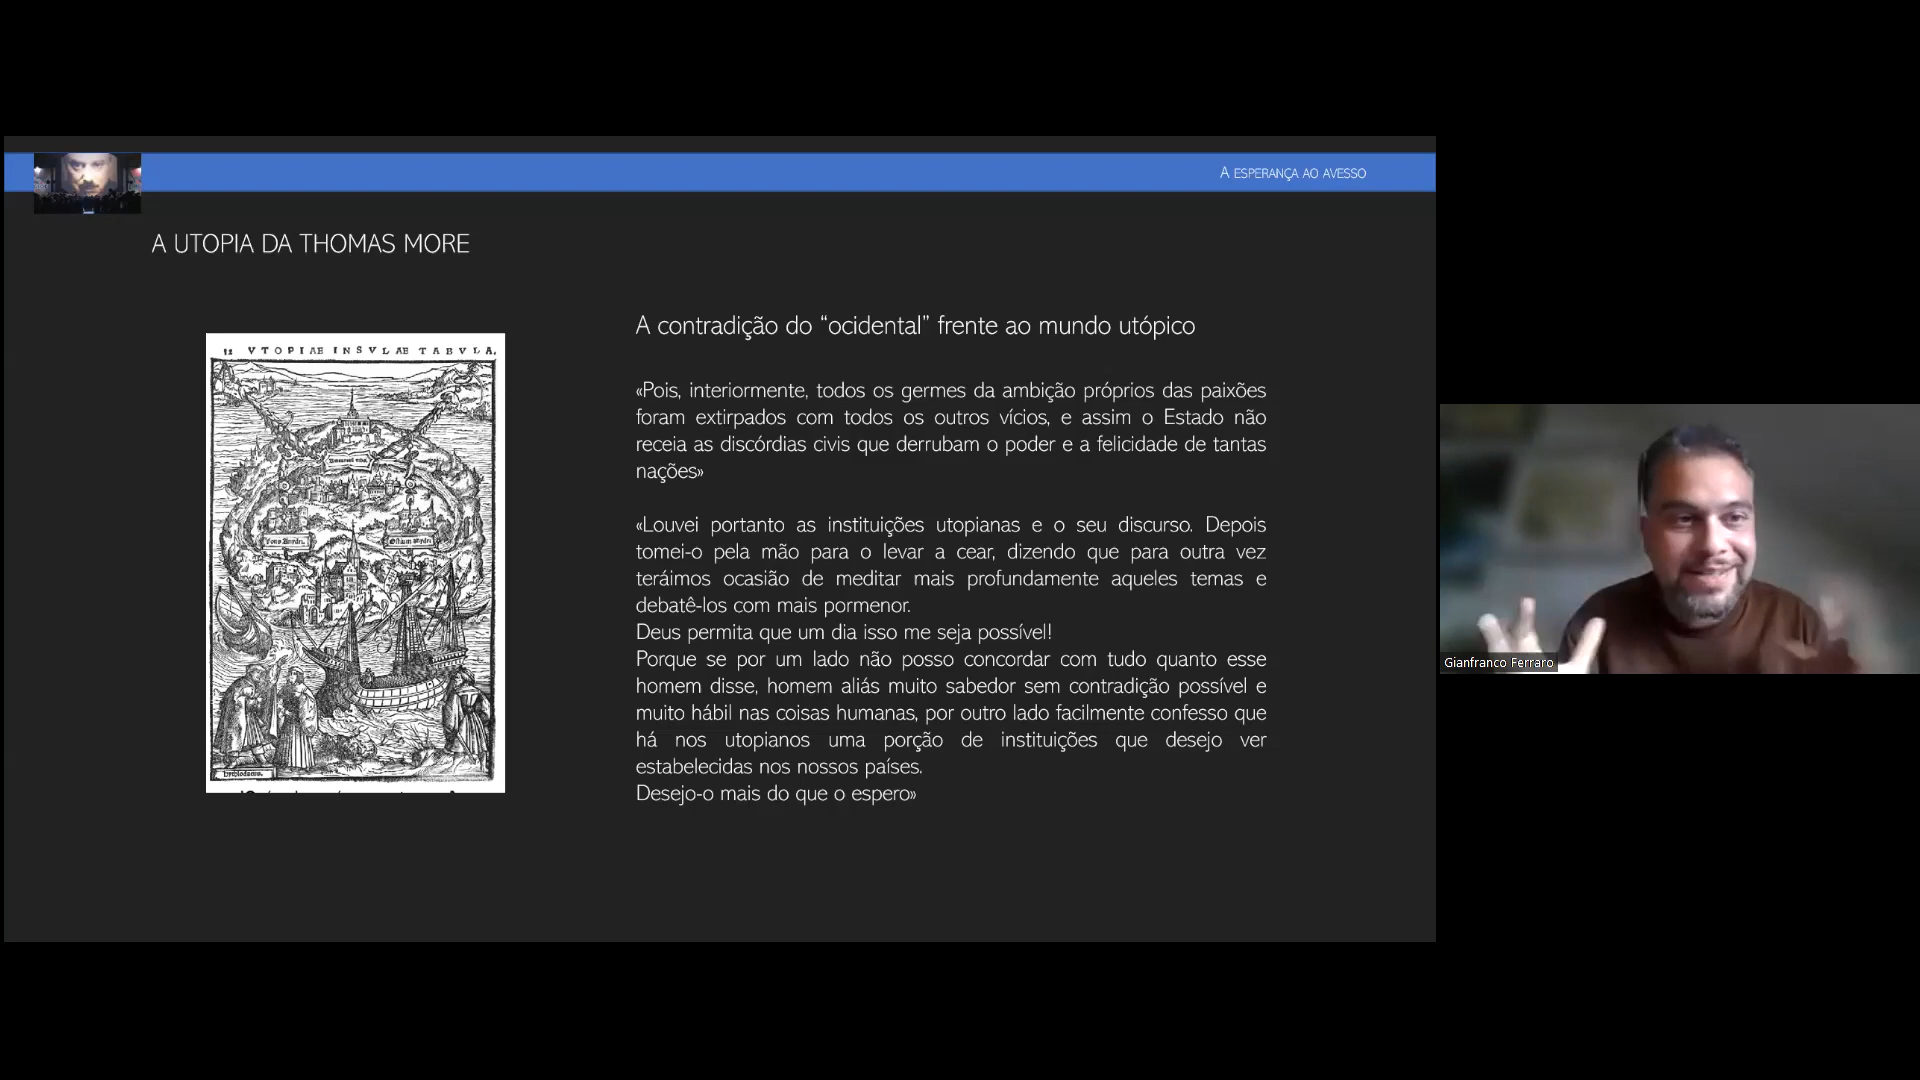 A ESPERANÇA AO AVESSO
A UTOPIA DA THOMAS MORE
12 VTOPIAE INSVLAE TABVLA.
A contradição do “ocidental” frente ao mundo utópico
«Pois, interiormente, todos os germes da ambição próprios das paixões
foram extirpados com todos os outros vícios, e assim o Estado não
receia as discórdias civis que derrubam o poder e a felicidade de tantas
nações»
«Louvei portanto as instituições utopianas e o seu discurso. Depois
tomei-o pela mão para o levar a cear, dizendo que para outra vez
teráimos ocasião de meditar mais profundamente aqueles temas e
debatê-los com mais pormenor.
Deus permita que um dia isso me seja possível!
Porque se por um lado não posso concordar com tudo quanto esse
homem disse, homem aliás muito sabedor sem contradição possível e
muito hábil nas coisas humanas, por outro lado facilmente confesso que
há nos utopianos uma porção de instituições que desejo ver
estabelecidas nos nossos países.
Desejo-o mais do que o espero»
Gianfranco Ferraro